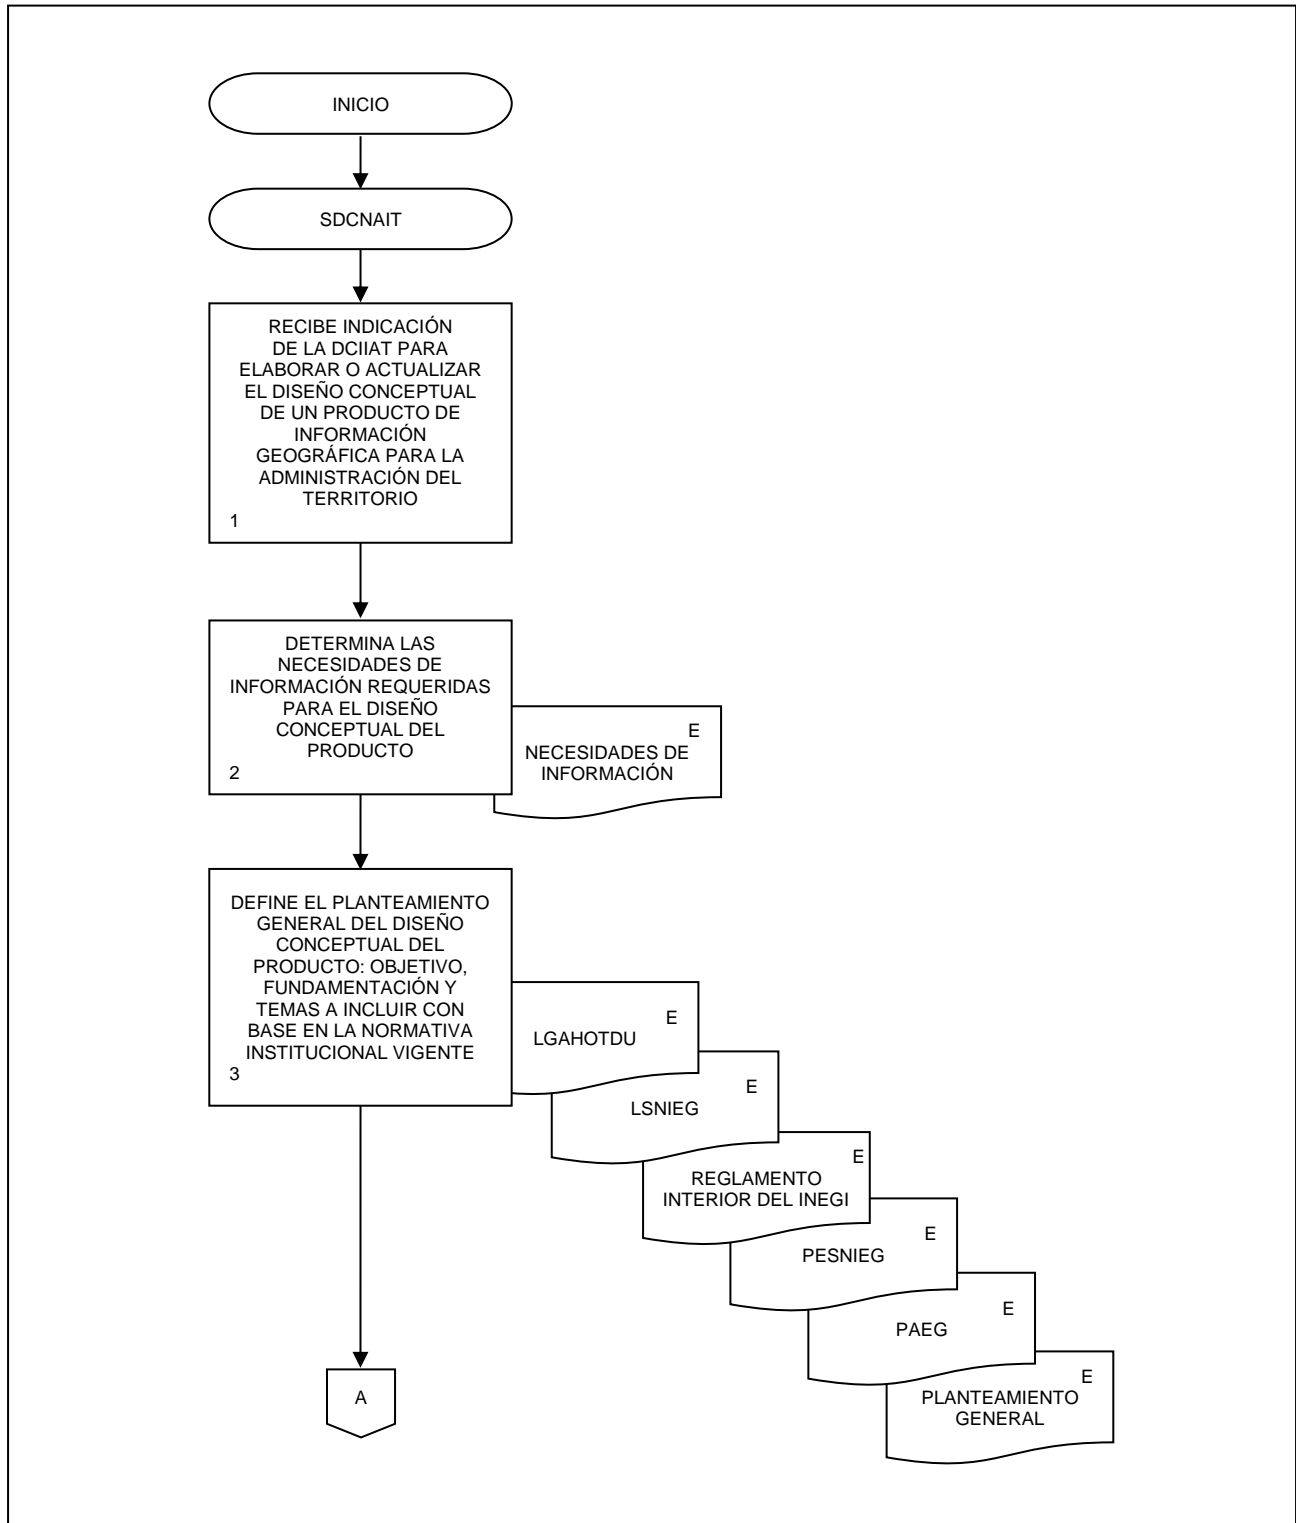 INICIO
SDCNAIT
RECIBE INDICACIÓN
DE LA DCIIAT PARA
ELABORAR O ACTUALIZAR
EL DISEÑO CONCEPTUAL
DE UN PRODUCTO DE
INFORMACIÓN
GEOGRÁFICA PARA LA
ADMINISTRACIÓN DEL
TERRITORIO
1
DETERMINA LAS
NECESIDADES DE
INFORMACIÓN REQUERIDAS
PARA EL DISEÑO
CONCEPTUAL DEL
PRODUCTO
2
E
NECESIDADES DE
INFORMACIÓN
DEFINE EL PLANTEAMIENTO
GENERAL DEL DISEÑO
CONCEPTUAL DEL
PRODUCTO: OBJETIVO,
FUNDAMENTACIÓN Y
TEMAS A INCLUIR CON
BASE EN LA NORMATIVA
INSTITUCIONAL VIGENTE
3
E
LGAHOTDU
E
LSNIEG
E
REGLAMENTO
INTERIOR DEL INEGI
E
PESNIEG
E
PAEG
E
PLANTEAMIENTO
GENERAL
A